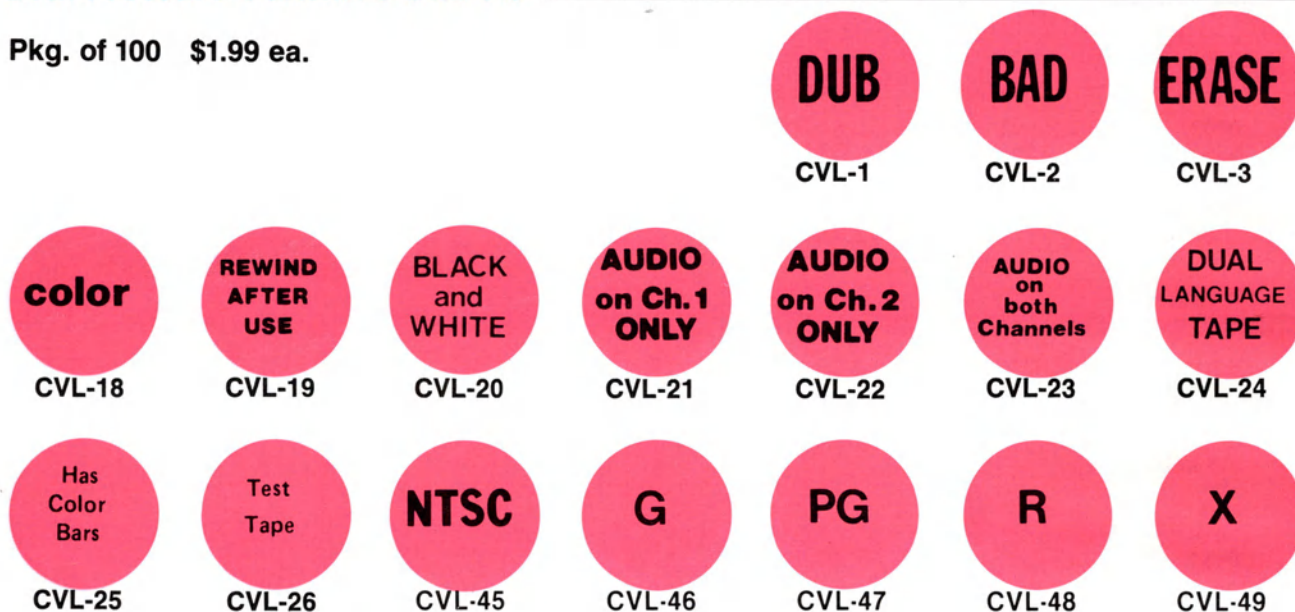 Pkg. of 100 $1.99 ea.
DUB
CVL-1
BAD
CVL-2
ERASE
CVL-3
color
CVL-18
REWIND
AFTER
USE
CVL-19
BLACK
and
WHITE
CVL-20
AUDIO
on Ch.1
ONLY
CVL-21
AUDIO
on Ch.2
ONLY
CVL-22
AUDIO
on
both
Channels
CVL-23
DUAL
LANGUAGE
TAPE
CVL-24
Has
Color
Bars
CVL-25
Test
Tape
CVL-26
NTSC
CVL-45
G
CVL-46
PG
CVL-47
R
CVL-48
X
CVL-49